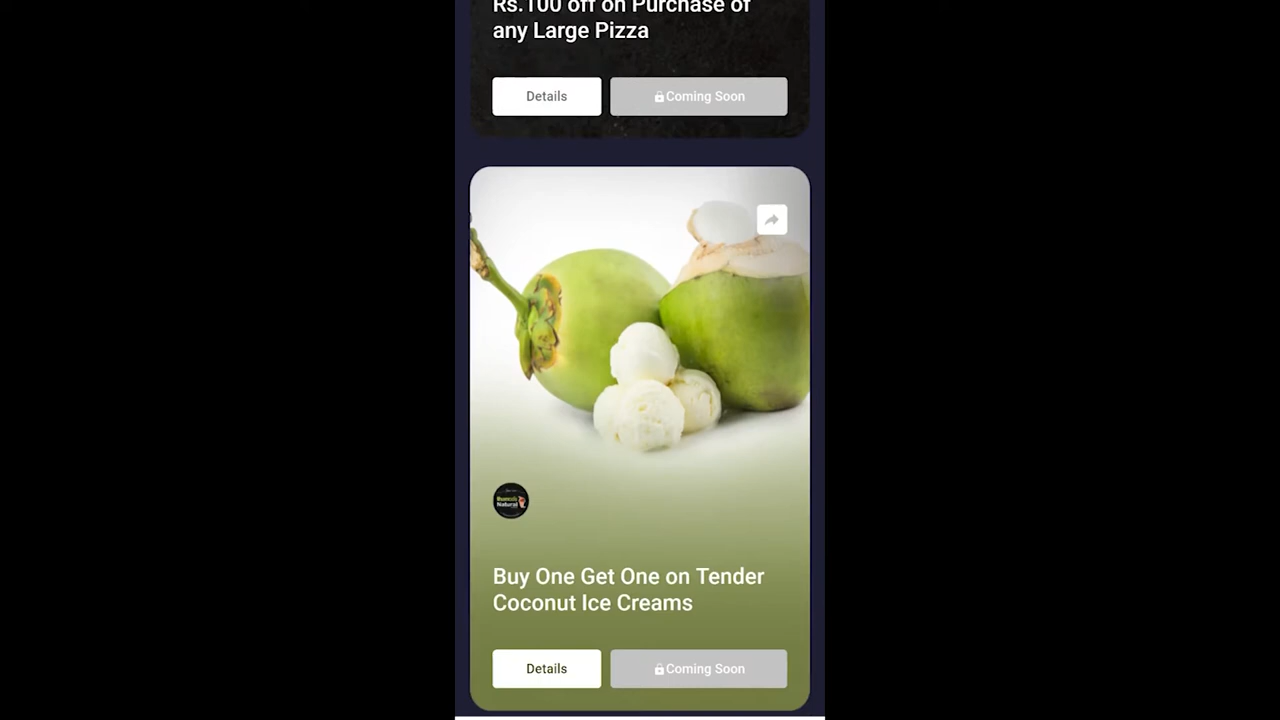 Rs.100 off on Purchase of
any Large Pizza
Details
Coming Soon
Natural
Buy One Get One on Tender
Coconut Ice Creams
Details
Coming Soon